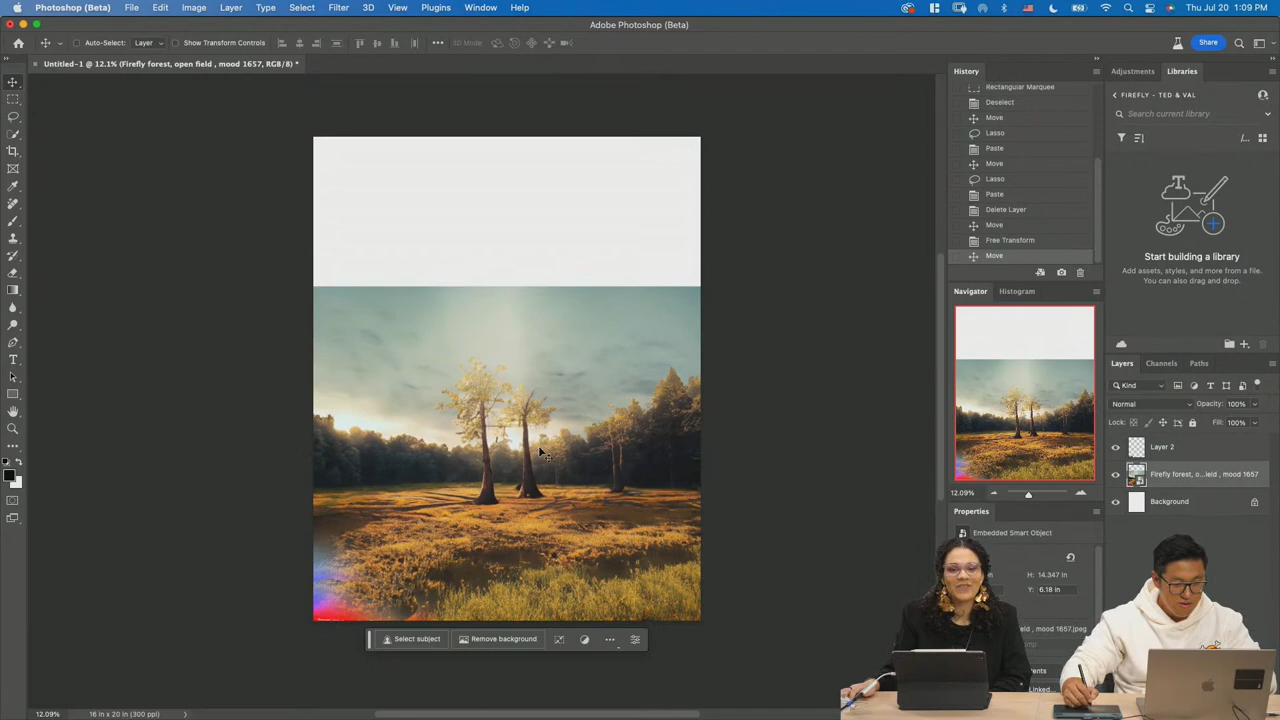 Photoshop (Beta) File Edit Image Layer Type Select Filter 3D View Plugins Window Help Thu Jul 20 1:09 PM
Adobe Photoshop (Beta)
Auto-Select: Layer Show Transform Controls 3D Mode: Share
Untitled-1 @ 12.1% (Firefly forest, open field , mood 1657, RGB/8) *
History
Rectangular Marquee
Deselect
Move
Lasso
Paste
Move
Lasso
Paste
Delete Layer
Move
Free Transform
Move
Adjustments Libraries
FIREFLY - TED & VAL
Search current library
Start building a library
Add assets, styles, and more from a file.
You can also drag and drop.
Navigator Histogram
12.09%
Layers Channels Paths
Kind
Normal Opacity: 100%
Lock: Fill: 100%
Layer 2
Firefly forest, o...ield , mood 1657
Background
Properties
Embedded Smart Object
H: 14.347 in
Y: 6.18 in
ield , mood 1657.jpeg
Select subject Remove background
12.09% 16 in x 20 in (300 ppi)